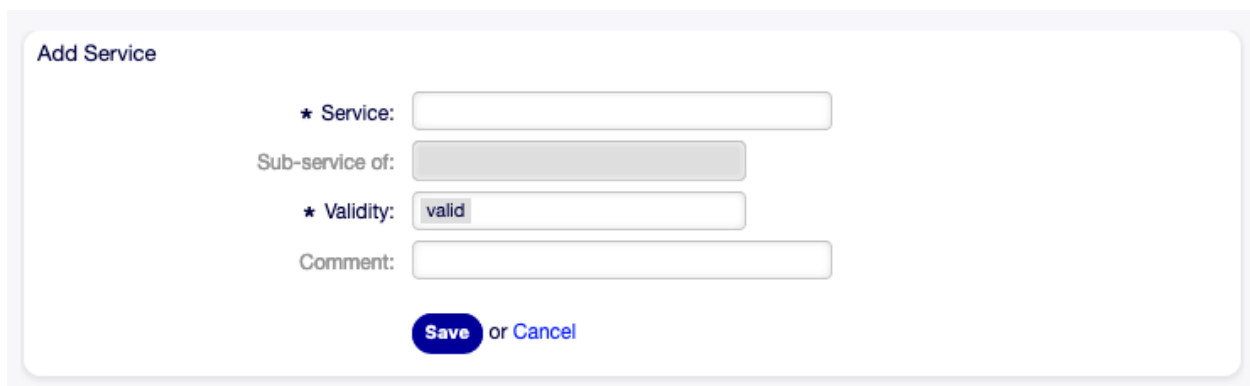 Add Service
★ Service:
Sub-service of:
★ Validity: valid
Comment:
Save or Cancel